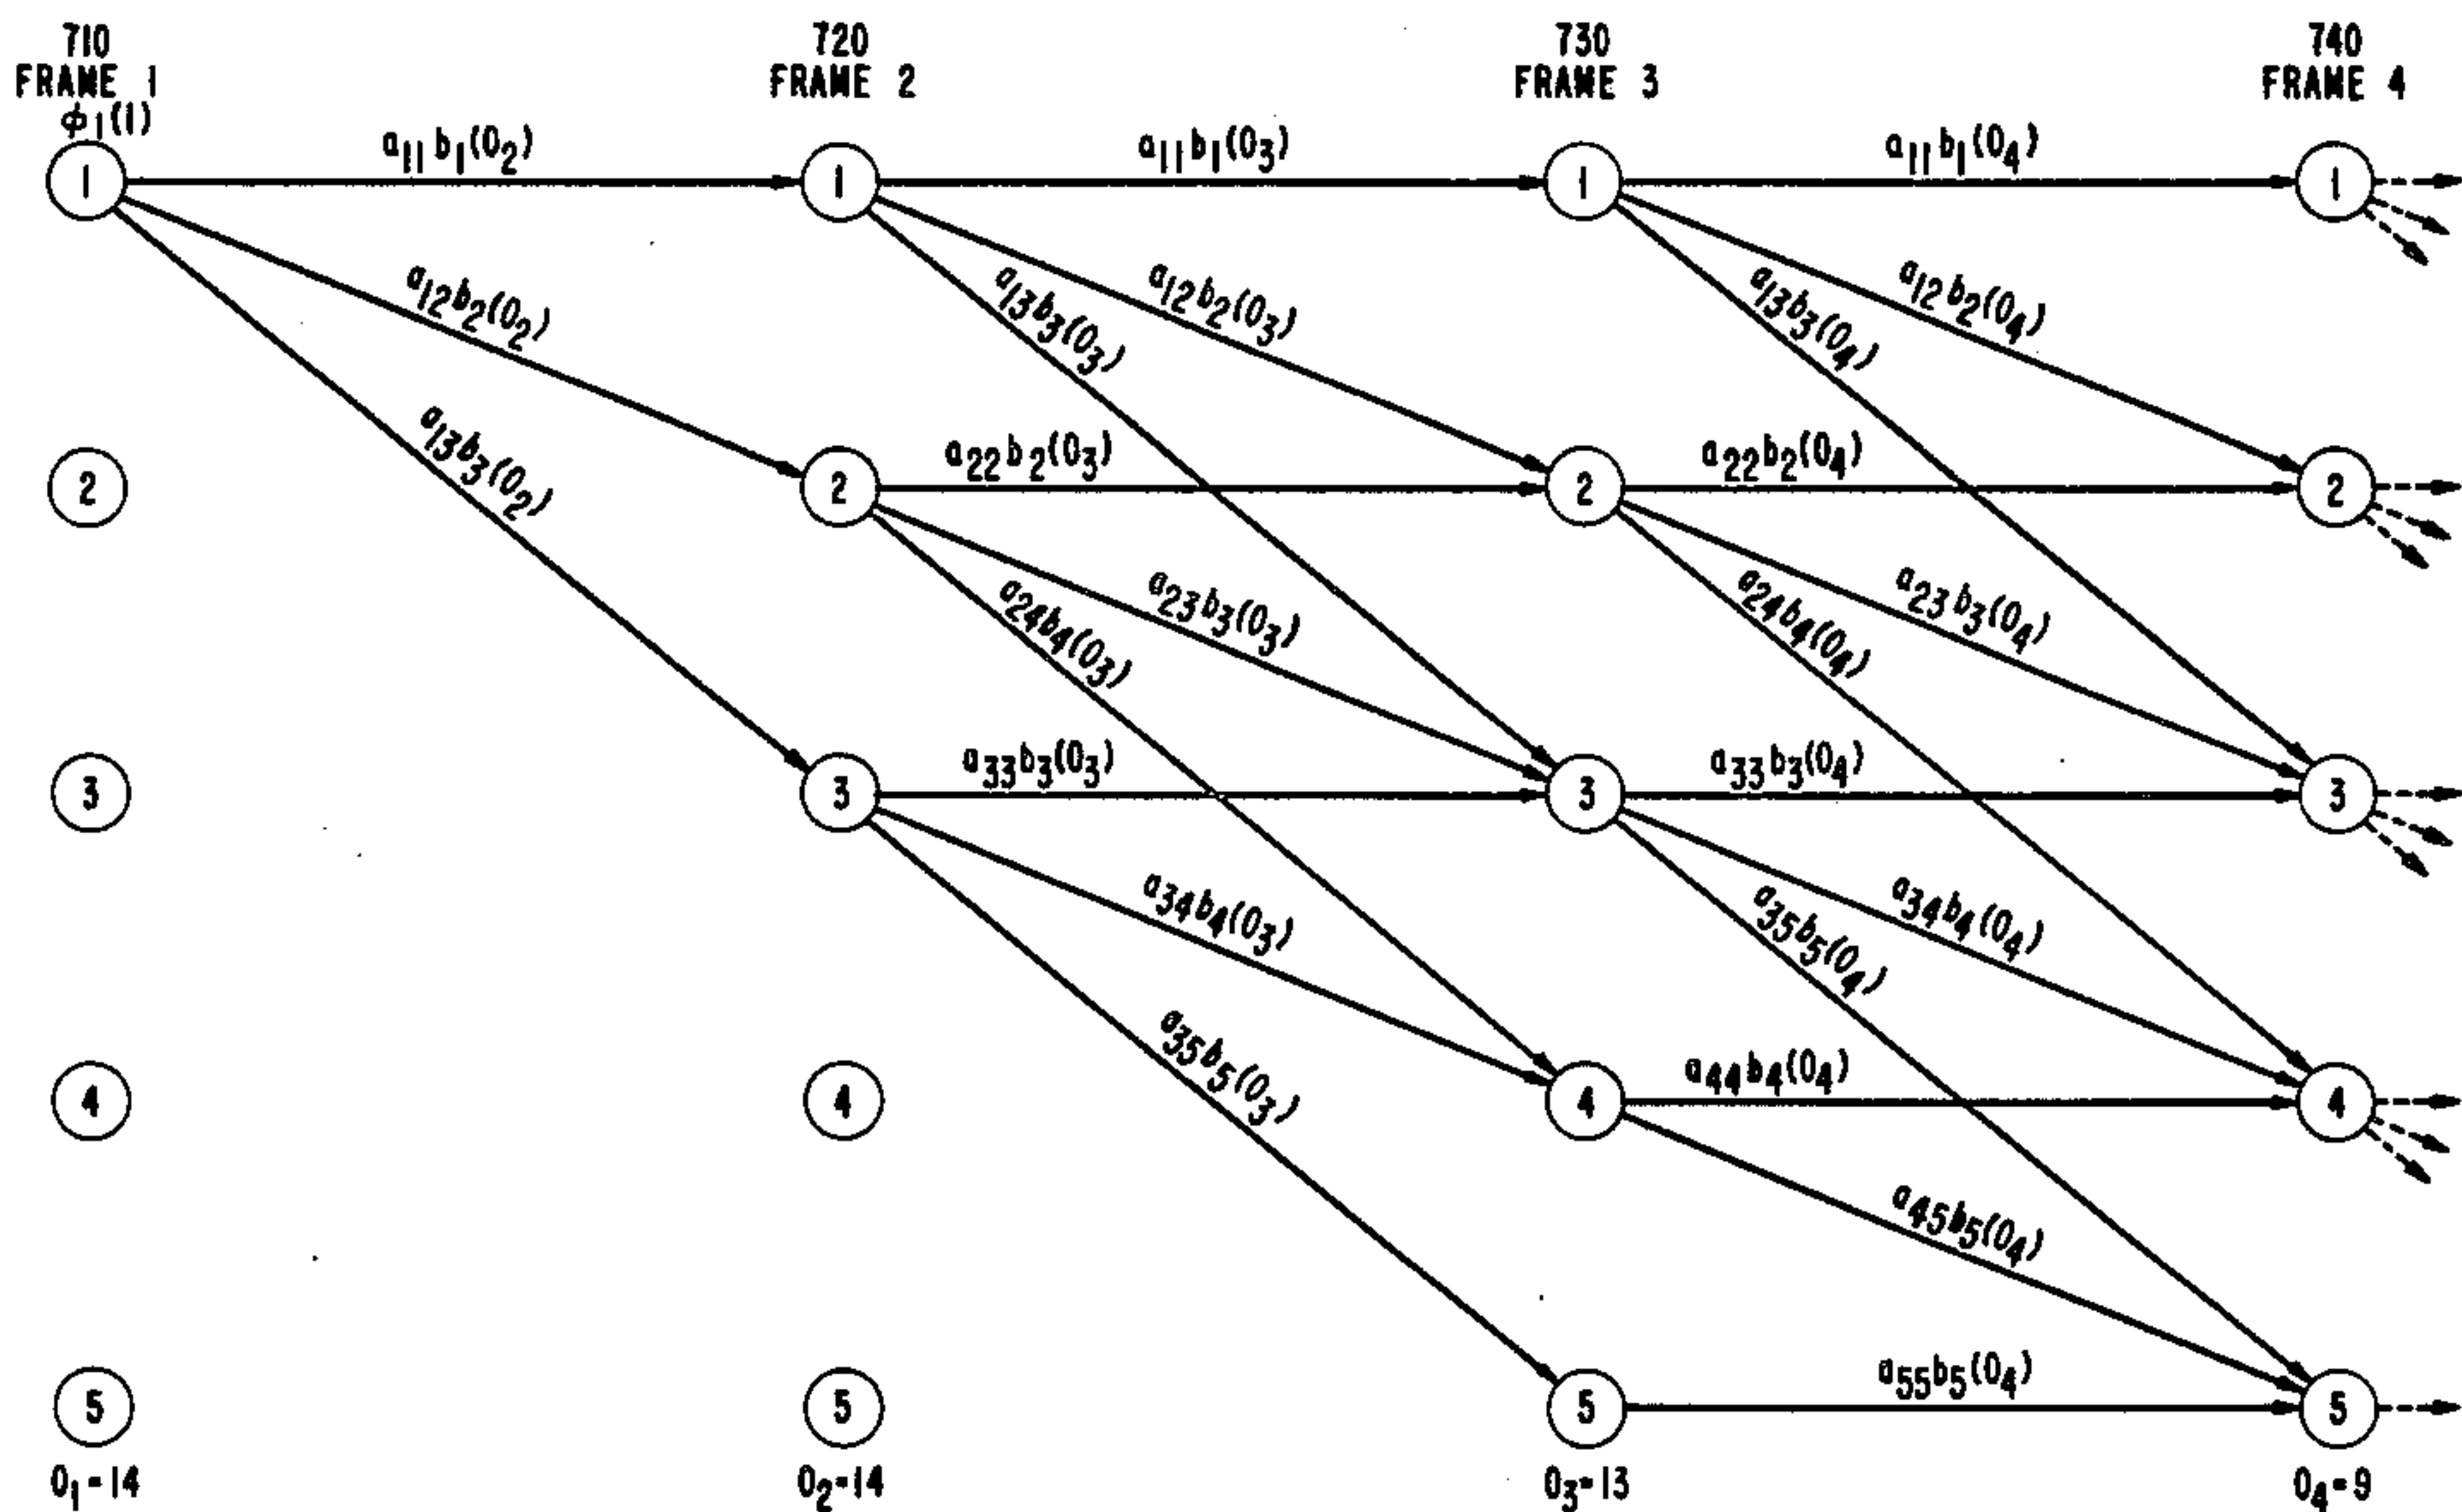 710 720 730 740
FRAME 1 FRAME 2 FRAME 3 FRAME 4
ϕ1(1)
a11b1(O2) a11b1(O3) a11b1(O4)
1 1 1 1
a12b2(O2) a13b3(O3) a12b2(O3) a13b3(O4) a12b2(O4)
a13b3(O2) a22b2(O3) a22b2(O4)
2 2 2 2
a24b4(O3) a23b3(O3) a24b4(O4) a23b3(O4)
a33b3(O3) a33b3(O4)
3 3 3 3
a34b4(O3) a35b5(O4) a34b4(O4)
a35b5(O3) a44b4(O4)
4 4 4 4
a45b5(O4)
a55b5(O4)
5 5 5 5
O1=14 O2=14 O3=13 O4=9